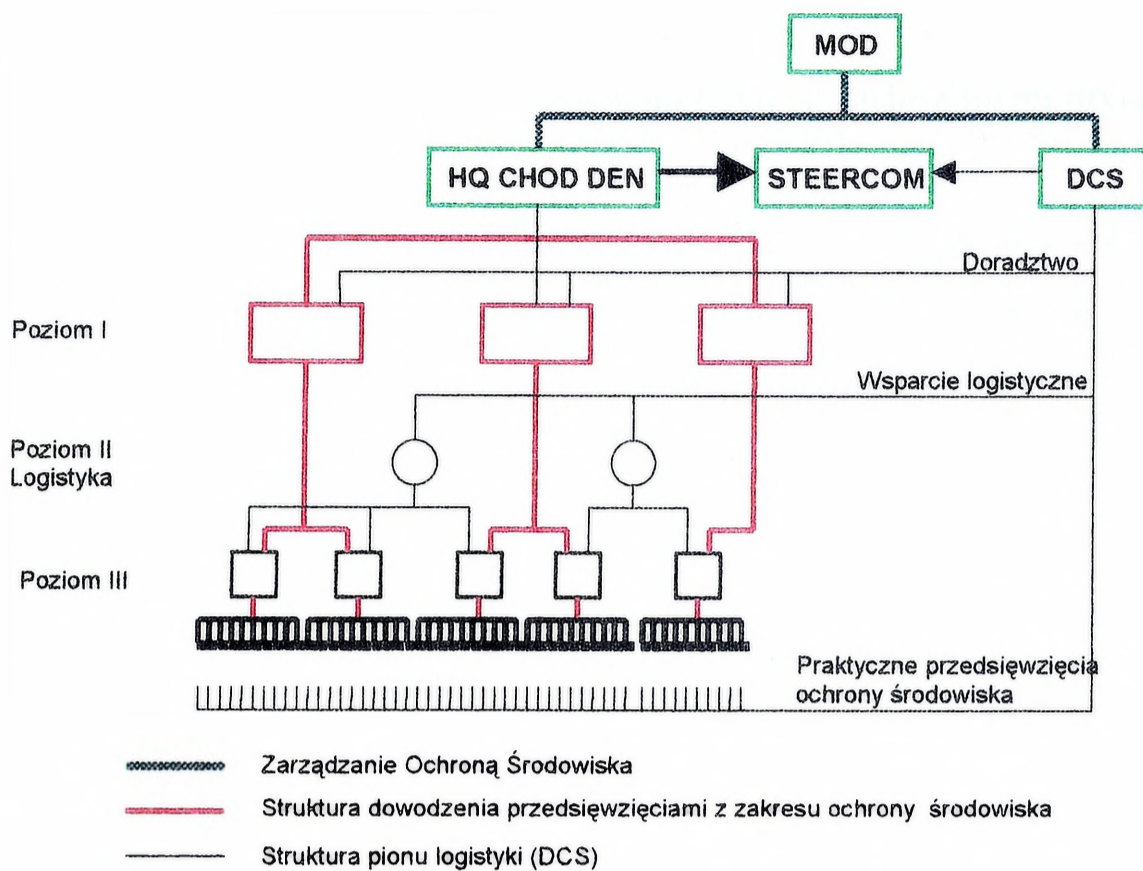 MOD
HQ CHOD DEN
STEERCOM
DCS
Doradztwo
Poziom I
Wsparcie logistyczne
Poziom II
Logistyka
Poziom III
Praktyczne przedsięwzięcia
ochrony środowiska
Zarządzanie Ochroną Środowiska
Struktura dowodzenia przedsięwzięciami z zakresu ochrony środowiska
Struktura pionu logistyki (DCS)